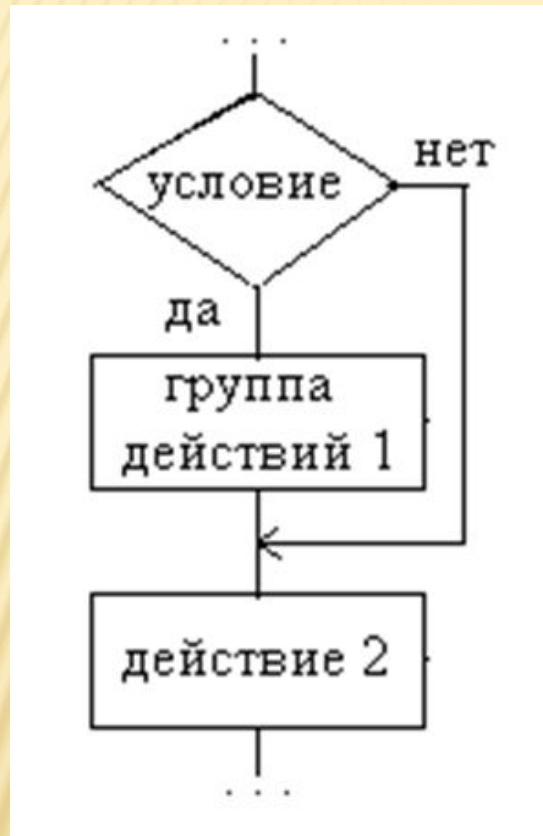 . . .
условие
нет
да
группа
действий 1
действие 2
. . .